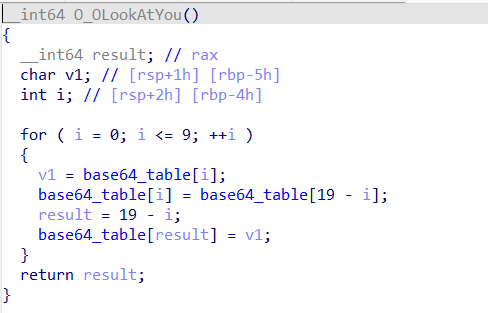 __int64 O_OLookAtYou()
{
  __int64 result; // rax
  char v1; // [rsp+1h] [rbp-5h]
  int i; // [rsp+2h] [rbp-4h]

  for ( i = 0; i <= 9; ++i )
  {
    v1 = base64_table[i];
    base64_table[i] = base64_table[19 - i];
    result = 19 - i;
    base64_table[result] = v1;
  }
  return result;
}